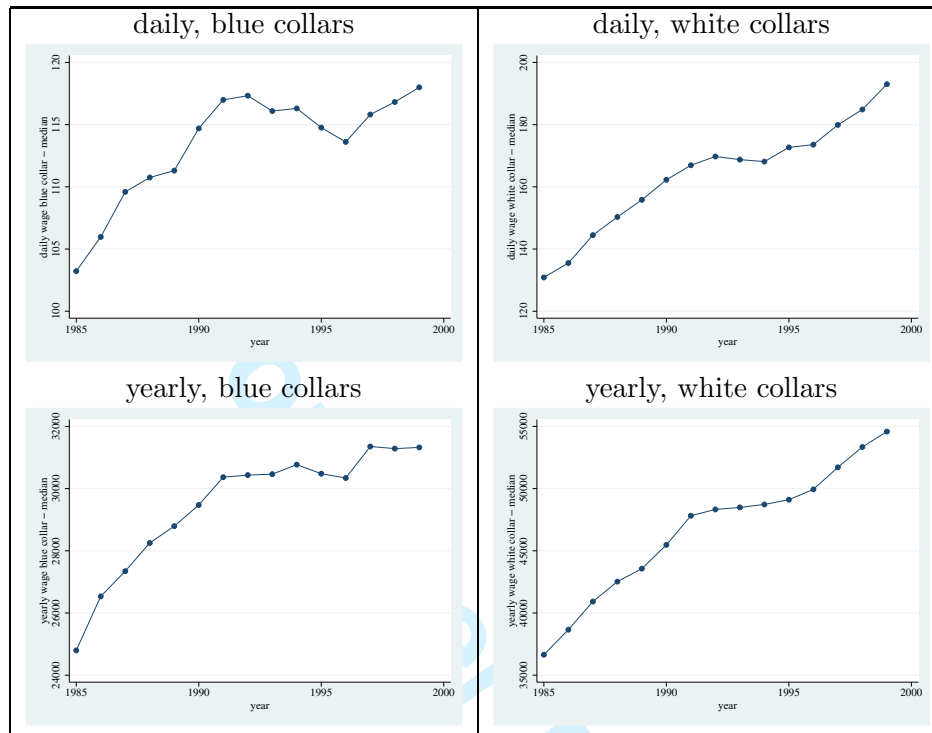 daily, blue collars
daily wage blue collar − median
120
115
110
105
100
1985 1990 1995 2000
year
daily, white collars
daily wage white collar − median
200
180
160
140
120
1985 1990 1995 2000
year
yearly, blue collars
yearly wage blue collar − median
32000
30000
28000
26000
24000
1985 1990 1995 2000
year
yearly, white collars
yearly wage white collar − median
55000
50000
45000
40000
35000
1985 1990 1995 2000
year